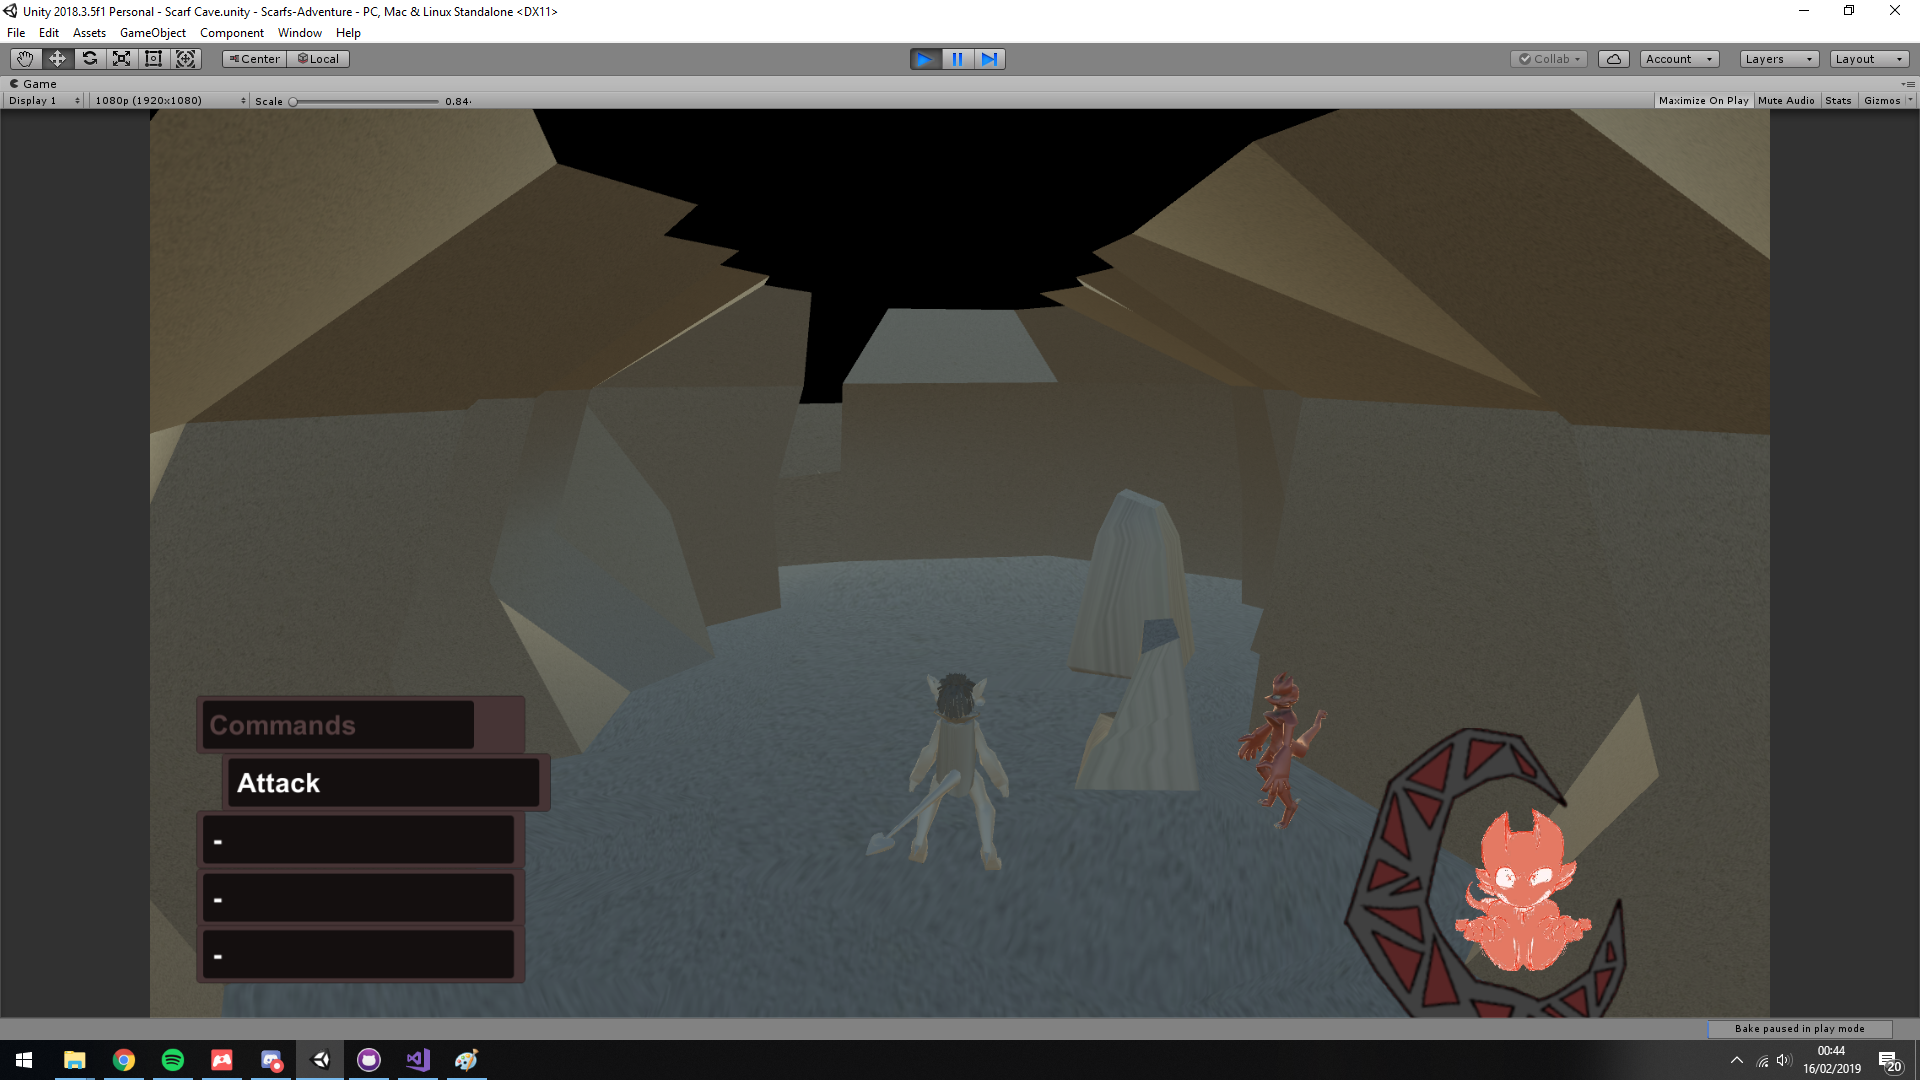 Unity 2018.3.5f1 Personal - Scarf Cave.unity - Scarfs-Adventure - PC, Mac & Linux Standalone <DX11>
File Edit Assets GameObject Component Window Help
Center Local Collab Account Layers Layout
Game
Display 1 1080p (1920x1080) Scale 0.84 Maximize On Play Mute Audio Stats Gizmos
Commands
Attack
-
-
-
Bake paused in play mode
00:44
16/02/2019
20